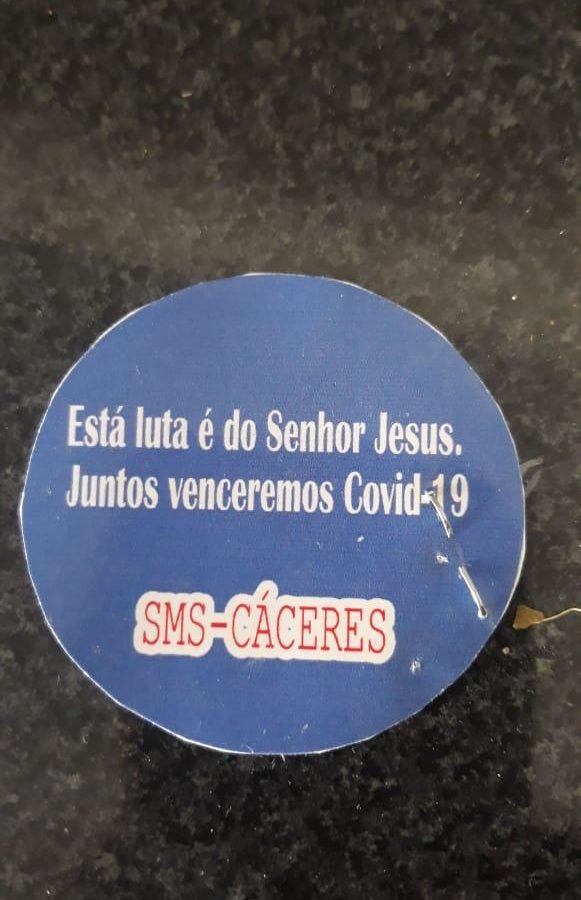 Está luta é do Senhor Jesus.
Juntos venceremos Covid-19
SMS-CÁCERES